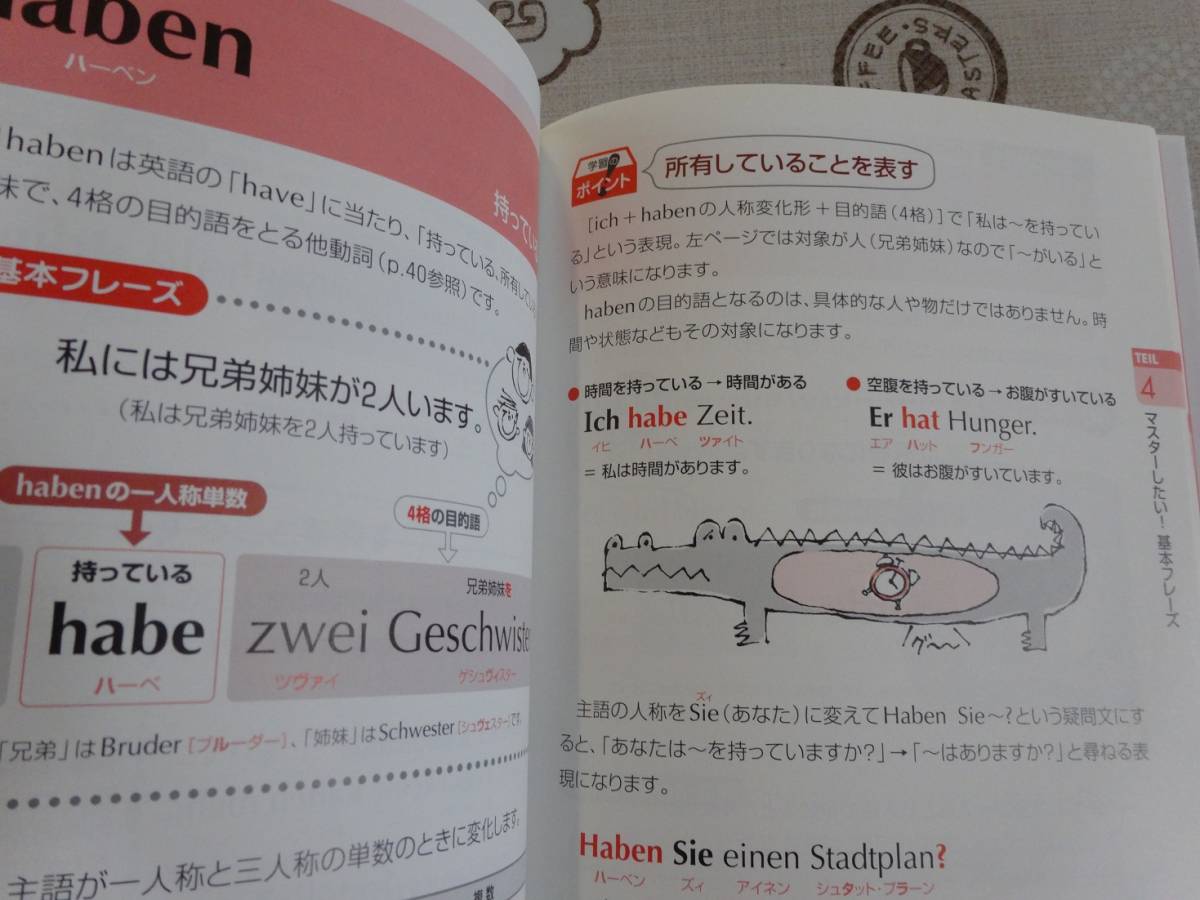 haben
ハーベン
持ってい
habenは英語の「have」に当たり、「持っている、所有してい
味で、4格の目的語をとる他動詞(p.40参照)です。
基本フレーズ
私には兄弟姉妹が2人います。
(私は兄弟姉妹を2人持っています)
habenの一人称単数
4格の目的語
持っている
2人
兄弟姉妹を
habe zwei Geschwiste
ハーベ ツヴァイ ゲシュヴィスター
「兄弟」はBruder[ブルーダー]、「姉妹」はSchwester[シュヴェスター]です。
主語が一人称と三人称の単数のときに変化します。
複数
COFFEE
学習の
ポイント
所有していることを表す
[ich+habenの人称変化形+目的語(4格)]で「私は〜を持ってい
る」という表現。左ページでは対象が人(兄弟姉妹)なので「〜がいる」と
いう意味になります。
habenの目的語となるのは、具体的な人や物だけではありません。時
間や状態などもその対象になります。
● 時間を持っている→時間がある
Ich habe Zeit.
イヒ ハーベ ツァイト
= 私は時間があります。
● 空腹を持っている→お腹がすいている
Er hat Hunger.
エア ハット フンガー
= 彼はお腹がすいています。
グ〜〜
主語の人称をSie(あなた)に変えてHaben Sie〜?という疑問文にす
ズィ
ると、「あなたは〜を持っていますか?」→「〜はありますか?」と尋ねる表
現になります。
Haben Sie einen Stadtplan?
ハーベン ズィ アイネン シュタット・プラーン
TEIL
4
マスターしたい!基本フレーズ